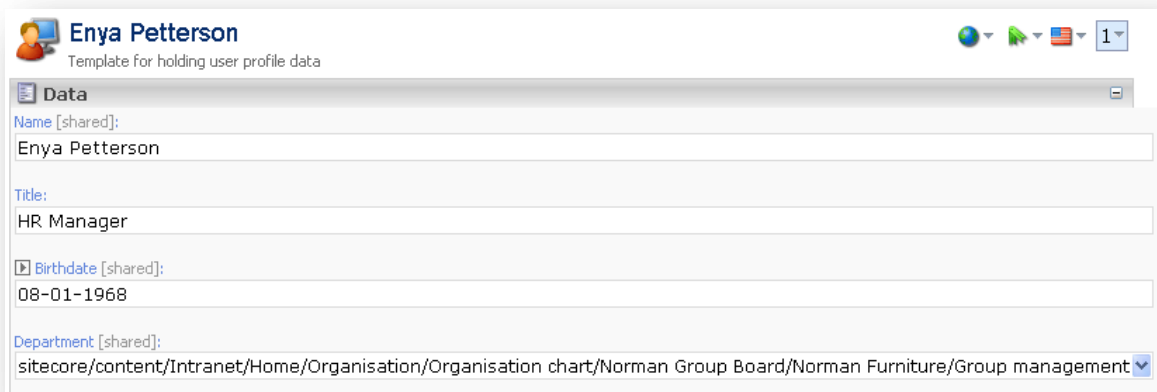 Enya Petterson
Template for holding user profile data
1
Data
Name [shared]:
Enya Petterson
Title:
HR Manager
Birthdate [shared]:
08-01-1968
Department [shared]:
sitecore/content/Intranet/Home/Organisation/Organisation chart/Norman Group Board/Norman Furniture/Group management